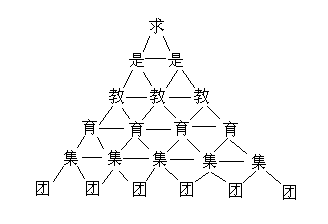 求
是 是
教 教 教
育 育 育 育
集 集 集 集 集
团 团 团 团 团 团